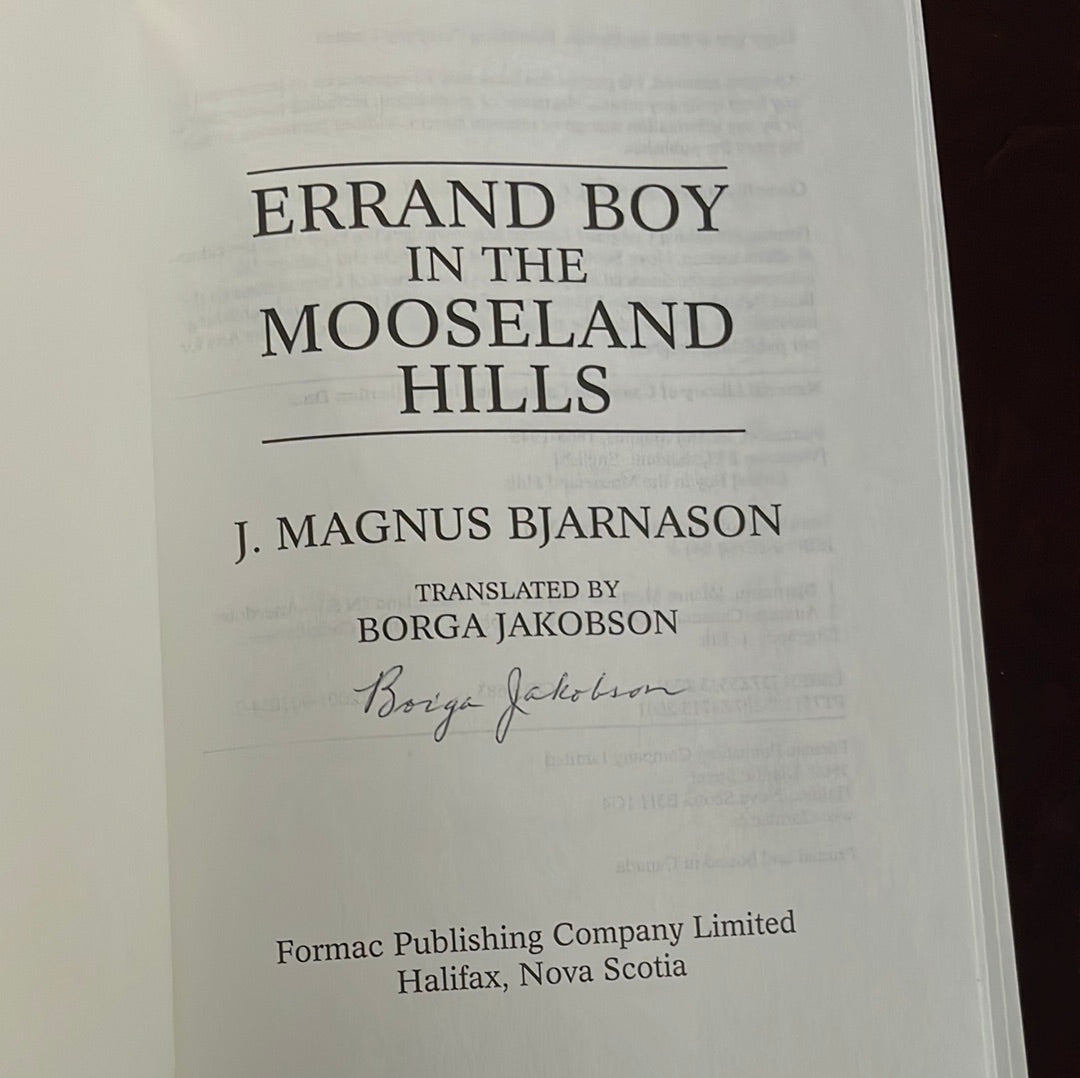 ERRAND BOY
IN THE
MOOSELAND
HILLS
J. MAGNUS BJARNASON
TRANSLATED BY
BORGA JAKOBSON
Borga Jakobson
Formac Publishing Company Limited
Halifax, Nova Scotia